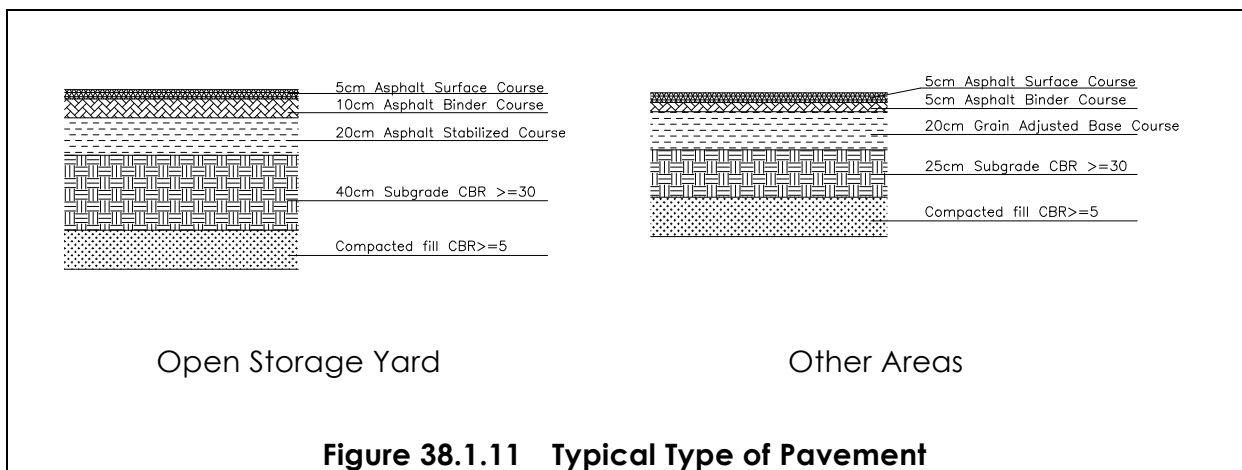 5cm Asphalt Surface Course
10cm Asphalt Binder Course
20cm Asphalt Stabilized Course
40cm Subgrade CBR >=30
Compacted fill CBR>=5
Open Storage Yard
5cm Asphalt Surface Course
5cm Asphalt Binder Course
20cm Grain Adjusted Base Course
25cm Subgrade CBR >=30
Compacted fill CBR>=5
Other Areas
Figure 38.1.11 Typical Type of Pavement